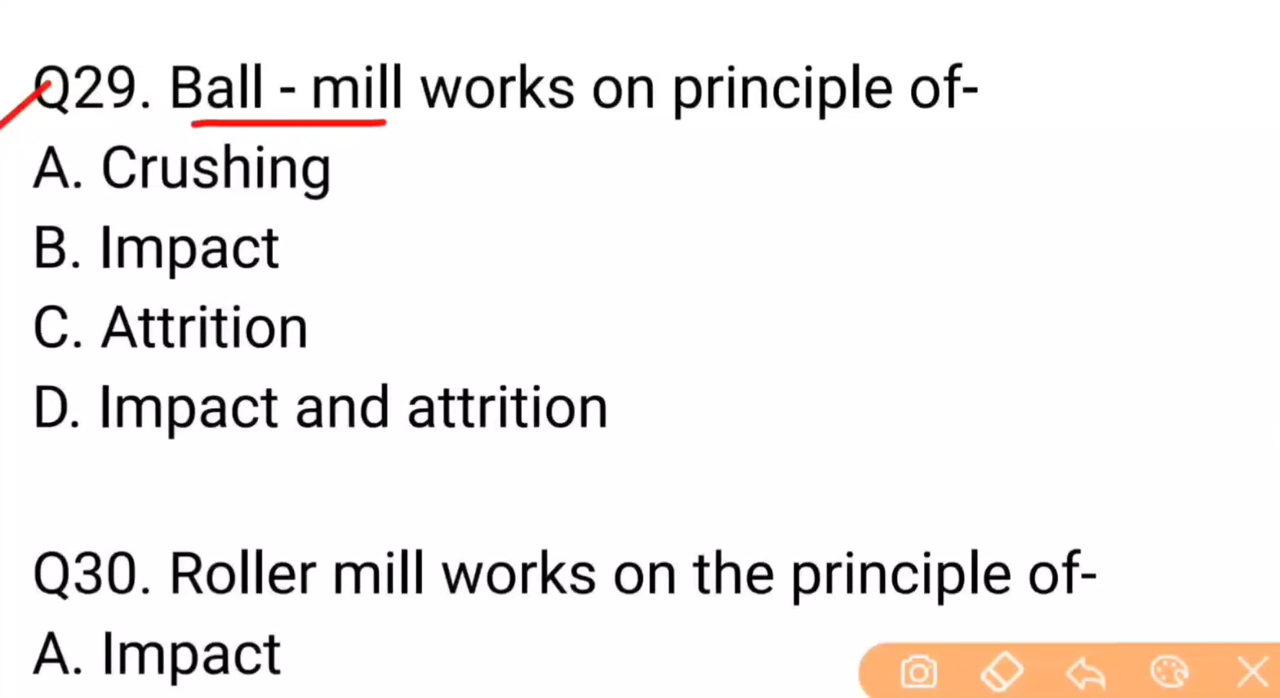 Q29. Ball - mill works on principle of-
A. Crushing
B. Impact
C. Attrition
D. Impact and attrition
Q30. Roller mill works on the principle of-
A. Impact